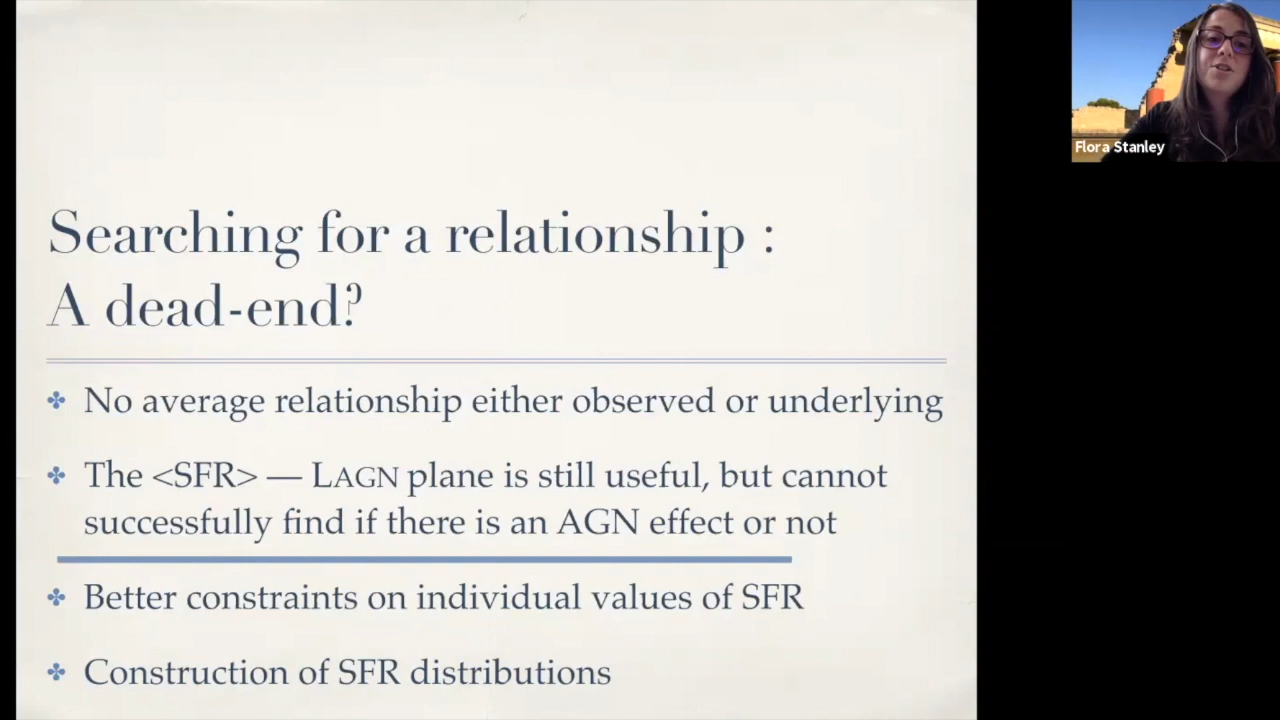 Searching for a relationship :
A dead-end?
No average relationship either observed or underlying
The <SFR> — LAGN plane is still useful, but cannot
successfully find if there is an AGN effect or not
Better constraints on individual values of SFR
Construction of SFR distributions
Flora Stanley